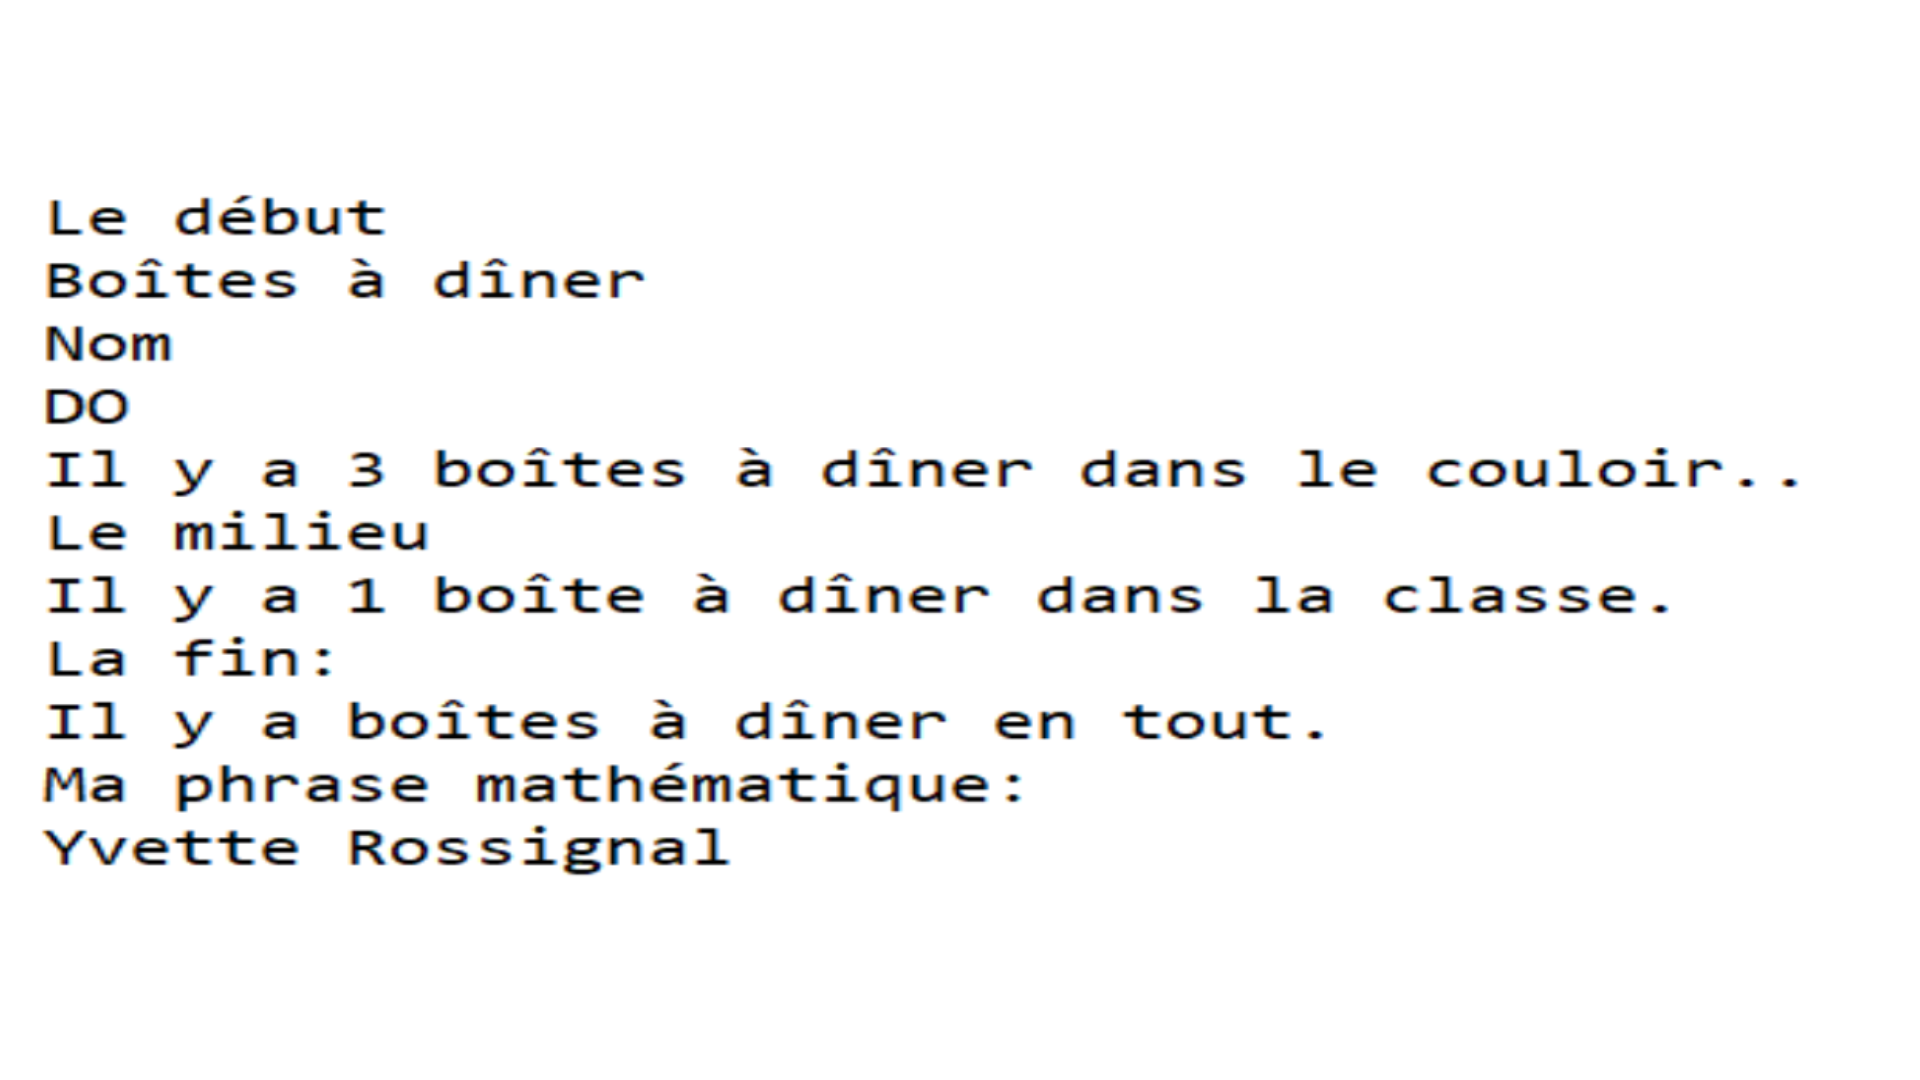 Le début
Boîtes à dîner
Nom
DO
Il y a 3 boîtes à dîner dans le couloir..
Le milieu
Il y a 1 boîte à dîner dans la classe.
La fin:
Il y a boîtes à dîner en tout.
Ma phrase mathématique:
Yvette Rossignal